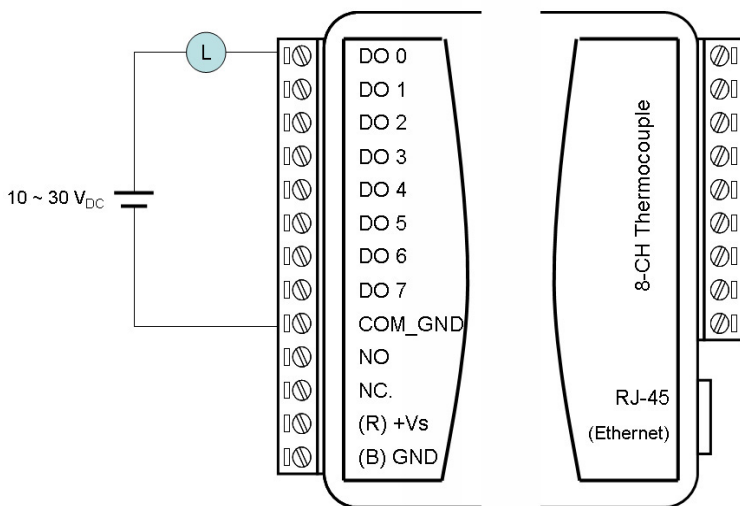 L
10 ~ 30 VDC
DO 0
DO 1
DO 2
DO 3
DO 4
DO 5
DO 6
DO 7
COM_GND
NO
NC.
(R) +Vs
(B) GND
8-CH Thermocouple
RJ-45
(Ethernet)